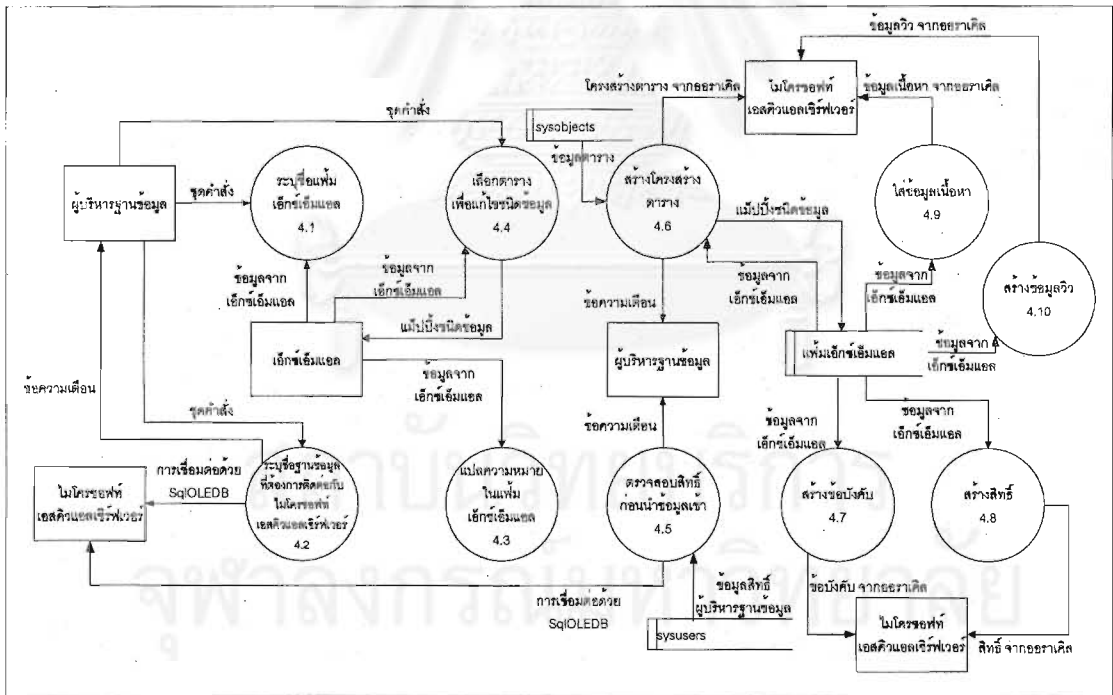 ข้อมูลวิว จากออราเคิล
โครงสร้างตาราง จากออราเคิล
ไมโครซอฟท์
เอสคิวแอลเซิร์ฟเวอร์
ข้อมูลเนื้อหา จากออราเคิล
ชุดคำสั่ง
sysobjects
ข้อมูลตาราง
ผู้บริหารฐานข้อมูล
ชุดคำสั่ง
ระบุชื่อแฟ้ม
เอ็กซ์เอ็มแอล
4.1
เลือกตาราง
เพื่อแก้ไขชนิดข้อมูล
4.4
สร้างโครงสร้าง
ตาราง
4.6
แม็ปปิ้งชนิดข้อมูล
ใส่ข้อมูลเนื้อหา
4.9
สร้างข้อมูลวิว
4.10
ข้อมูลจาก
เอ็กซ์เอ็มแอล
ข้อมูลจาก
เอ็กซ์เอ็มแอล
ข้อมูลจาก
เอ็กซ์เอ็มแอล
ข้อมูลจาก
เอ็กซ์เอ็มแอล
ข้อความเตือน
แม็ปปิ้งชนิดข้อมูล
เอ็กซ์เอ็มแอล
ผู้บริหารฐานข้อมูล
แฟ้มเอ็กซ์เอ็มแอล
ข้อมูลจาก
เอ็กซ์เอ็มแอล
ข้อความเตือน
ข้อมูลจาก
เอ็กซ์เอ็มแอล
ชุดคำสั่ง
ข้อความเตือน
ข้อมูลจาก
เอ็กซ์เอ็มแอล
ข้อมูลจาก
เอ็กซ์เอ็มแอล
การเชื่อมต่อด้วย
SqlOLEDB
ไมโครซอฟท์
เอสคิวแอลเซิร์ฟเวอร์
ระบุชื่อฐานข้อมูล
ที่ต้องการติดต่อกับ
ไมโครซอฟท์
เอสคิวแอลเซิร์ฟเวอร์
4.2
แปลความหมาย
ในแฟ้ม
เอ็กซ์เอ็มแอล
4.3
ตรวจสอบสิทธิ์
ก่อนนำข้อมูลเข้า
4.5
สร้างข้อบังคับ
4.7
สร้างสิทธิ์
4.8
การเชื่อมต่อด้วย
SqlOLEDB
ข้อมูลสิทธิ์
ผู้บริหารฐานข้อมูล
sysusers
ข้อบังคับ จากออราเคิล
ไมโครซอฟท์
เอสคิวแอลเซิร์ฟเวอร์
สิทธิ์ จากออราเคิล
จุฬาลงกรณ์มหาวิทยาลัย